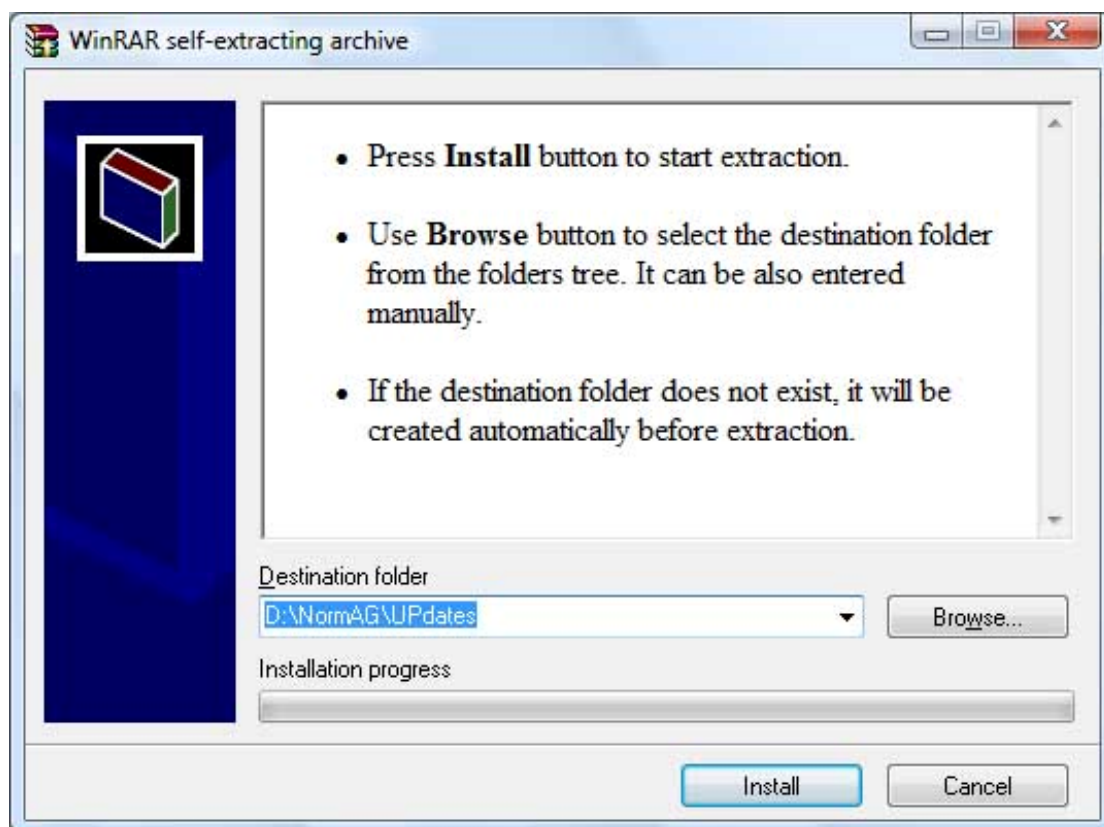 WinRAR self-extracting archive
• Press Install button to start extraction.
• Use Browse button to select the destination folder
from the folders tree. It can be also entered
manually.
• If the destination folder does not exist, it will be
created automatically before extraction.
Destination folder
D:\NormAG\UPdates
Browse...
Installation progress
Install
Cancel